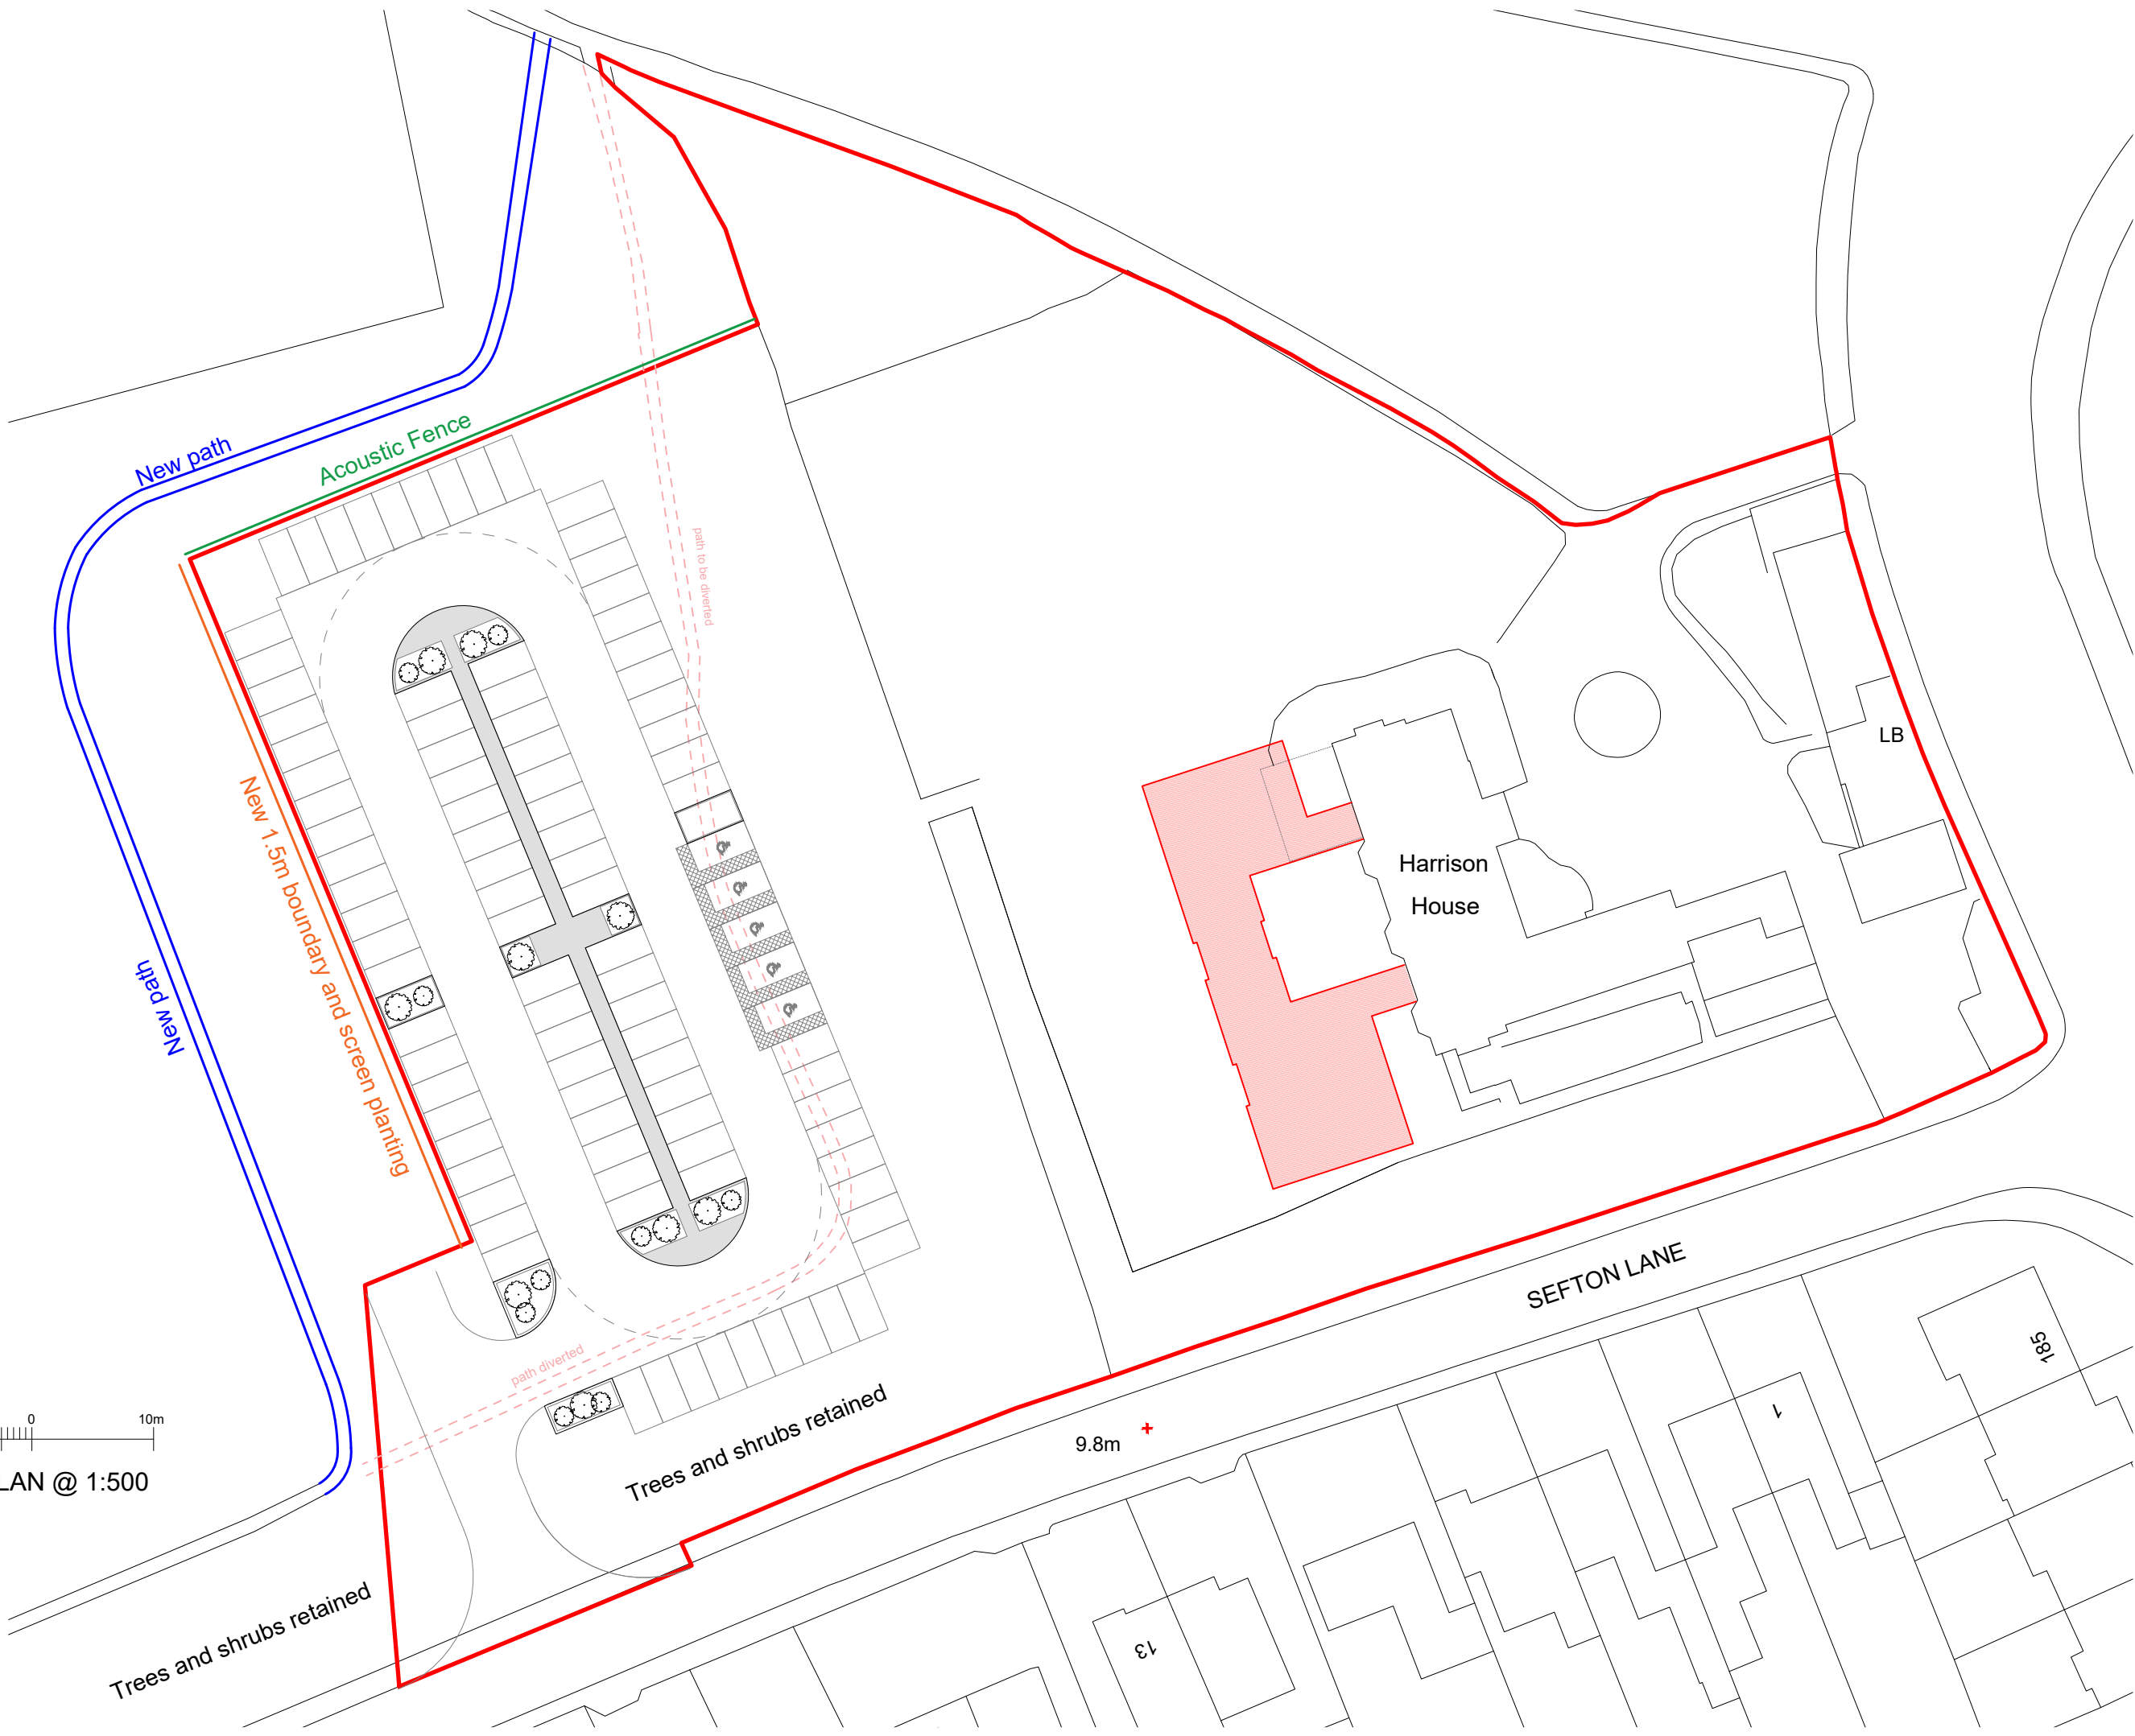 New path
Acoustic Fence
path to be diverted
LB
New 1.5m boundary and screen planting
Harrison
House
New path
SEFTON LANE
185
path diverted
1
Trees and shrubs retained
0 10m
9.8m
LAN @ 1:500
Trees and shrubs retained
13